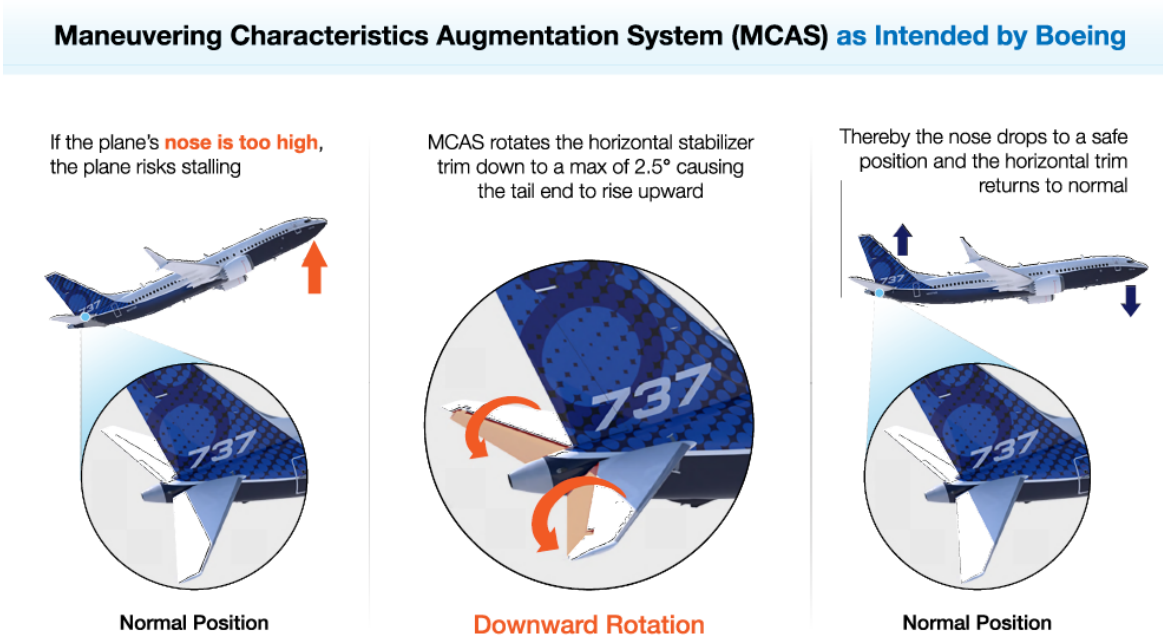 Maneuvering Characteristics Augmentation System (MCAS) as Intended by Boeing
If the plane's nose is too high,
the plane risks stalling
737
737
Normal Position
MCAS rotates the horizontal stabilizer
trim down to a max of 2.5° causing
the tail end to rise upward
737
Downward Rotation
Thereby the nose drops to a safe
position and the horizontal trim
returns to normal
737
737
Normal Position